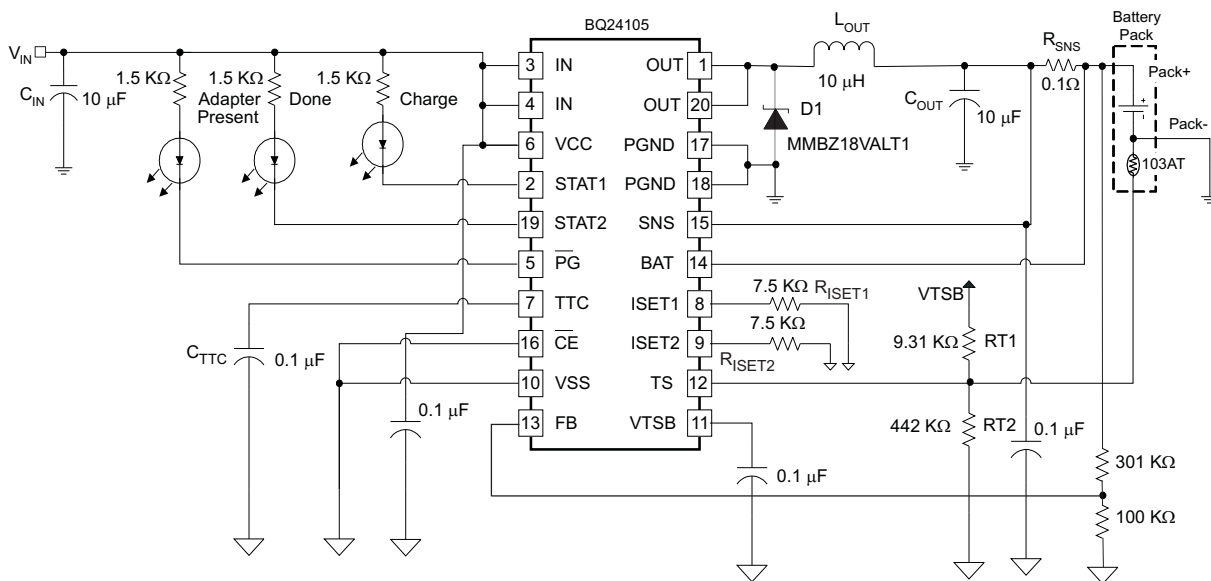 BQ24105
V_IN
C_IN
10 μF
1.5 KΩ
Adapter
Present
1.5 KΩ
Done
1.5 KΩ
Charge
3 IN
4 IN
6 VCC
2 STAT1
19 STAT2
5 P̅G̅
7 TTC
16 C̅E̅
10 VSS
13 FB
OUT 1
OUT 20
PGND 17
PGND 18
SNS 15
BAT 14
ISET1 8
ISET2 9
TS 12
VTSB 11
C_TTC
0.1 μF
0.1 μF
L_OUT
10 μH
D1
MMBZ18VALT1
C_OUT
10 μF
R_SNS
0.1Ω
Battery
Pack
Pack+
+
Pack-
103AT
7.5 KΩ
R_ISET1
7.5 KΩ
R_ISET2
VTSB
9.31 KΩ
RT1
442 KΩ
RT2
0.1 μF
0.1 μF
301 KΩ
100 KΩ